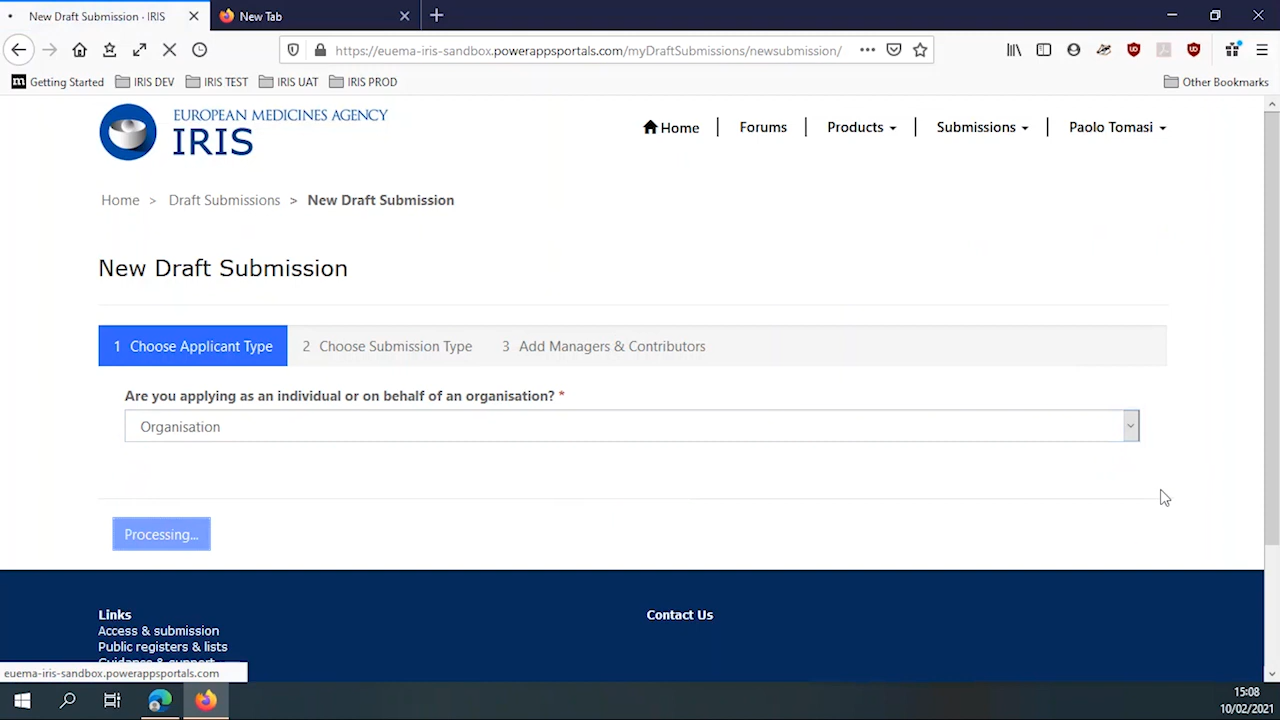 New Draft Submission · IRIS
New Tab
https://euema-iris-sandbox.powerappsportals.com/myDraftSubmissions/newsubmission/
Getting Started
IRIS DEV
IRIS TEST
IRIS UAT
IRIS PROD
Other Bookmarks
EUROPEAN MEDICINES AGENCY
IRIS
Home
Forums
Products
Submissions
Paolo Tomasi
Home > Draft Submissions > New Draft Submission
New Draft Submission
1 Choose Applicant Type
2 Choose Submission Type
3 Add Managers & Contributors
Are you applying as an individual or on behalf of an organisation? *
Organisation
Processing...
Links
Contact Us
Access & submission
Public registers & lists
Guidance & support
euema-iris-sandbox.powerappsportals.com
15:08
10/02/2021